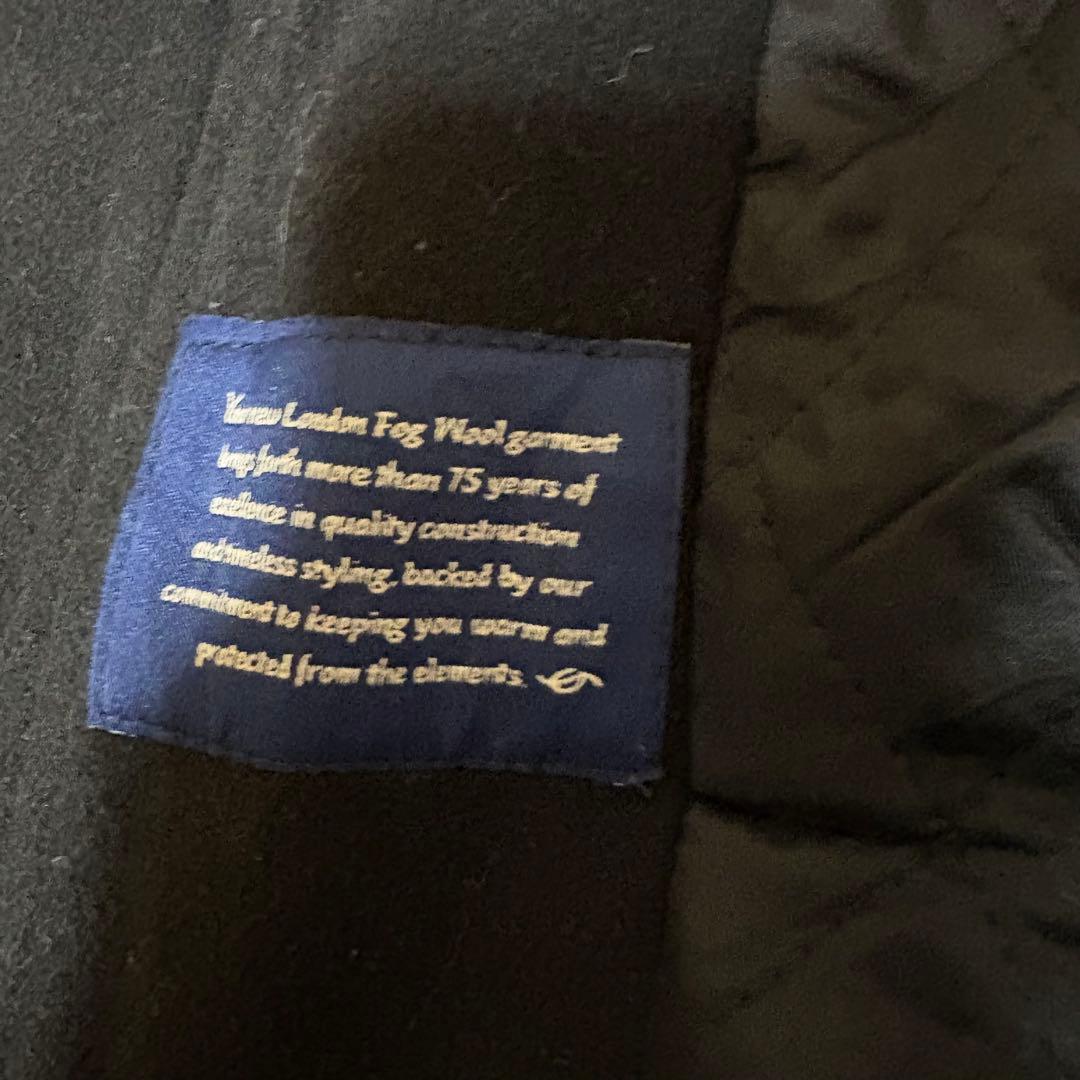 Your new London Fog Wool garment
brings forth more than 75 years of
excellence in quality construction
and timeless styling, backed by our
commitment to keeping you warm and
protected from the elements.